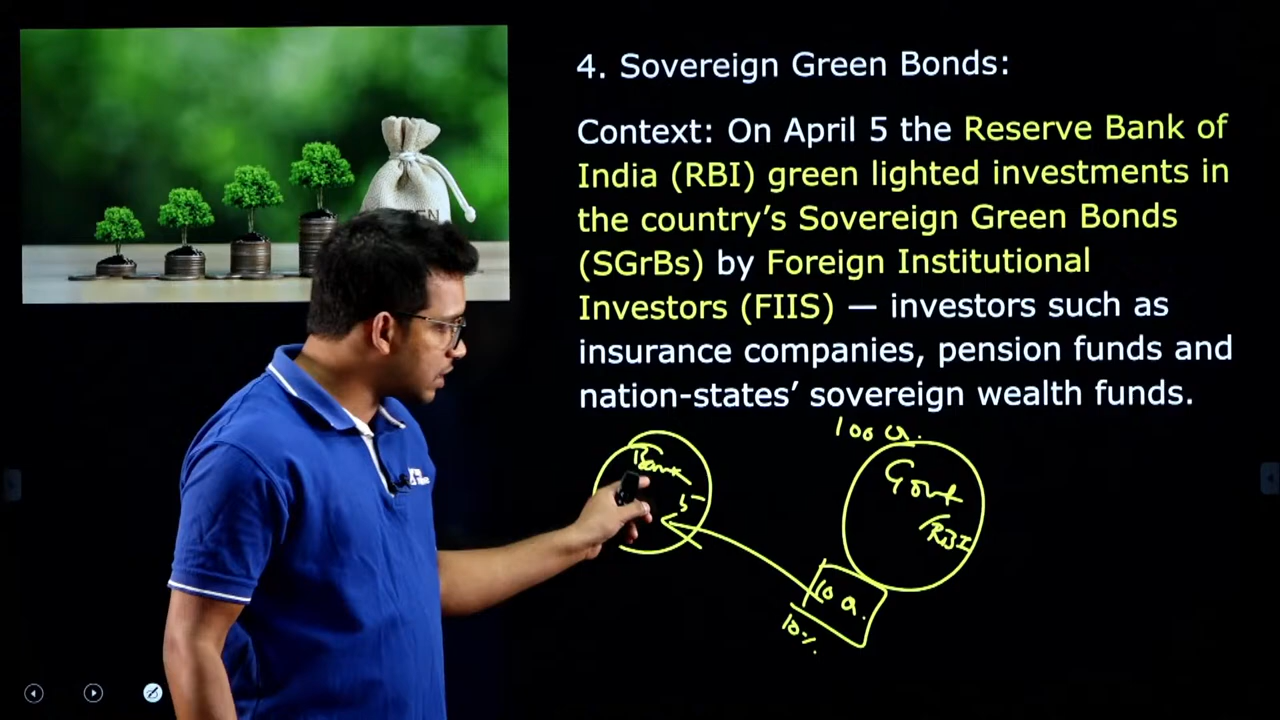 4. Sovereign Green Bonds:
Context: On April 5 the Reserve Bank of
India (RBI) green lighted investments in
the country’s Sovereign Green Bonds
(SGrBs) by Foreign Institutional
Investors (FIIS) — investors such as
insurance companies, pension funds and
nation-states’ sovereign wealth funds.
100
Bank
Govt
RBI
10
10%